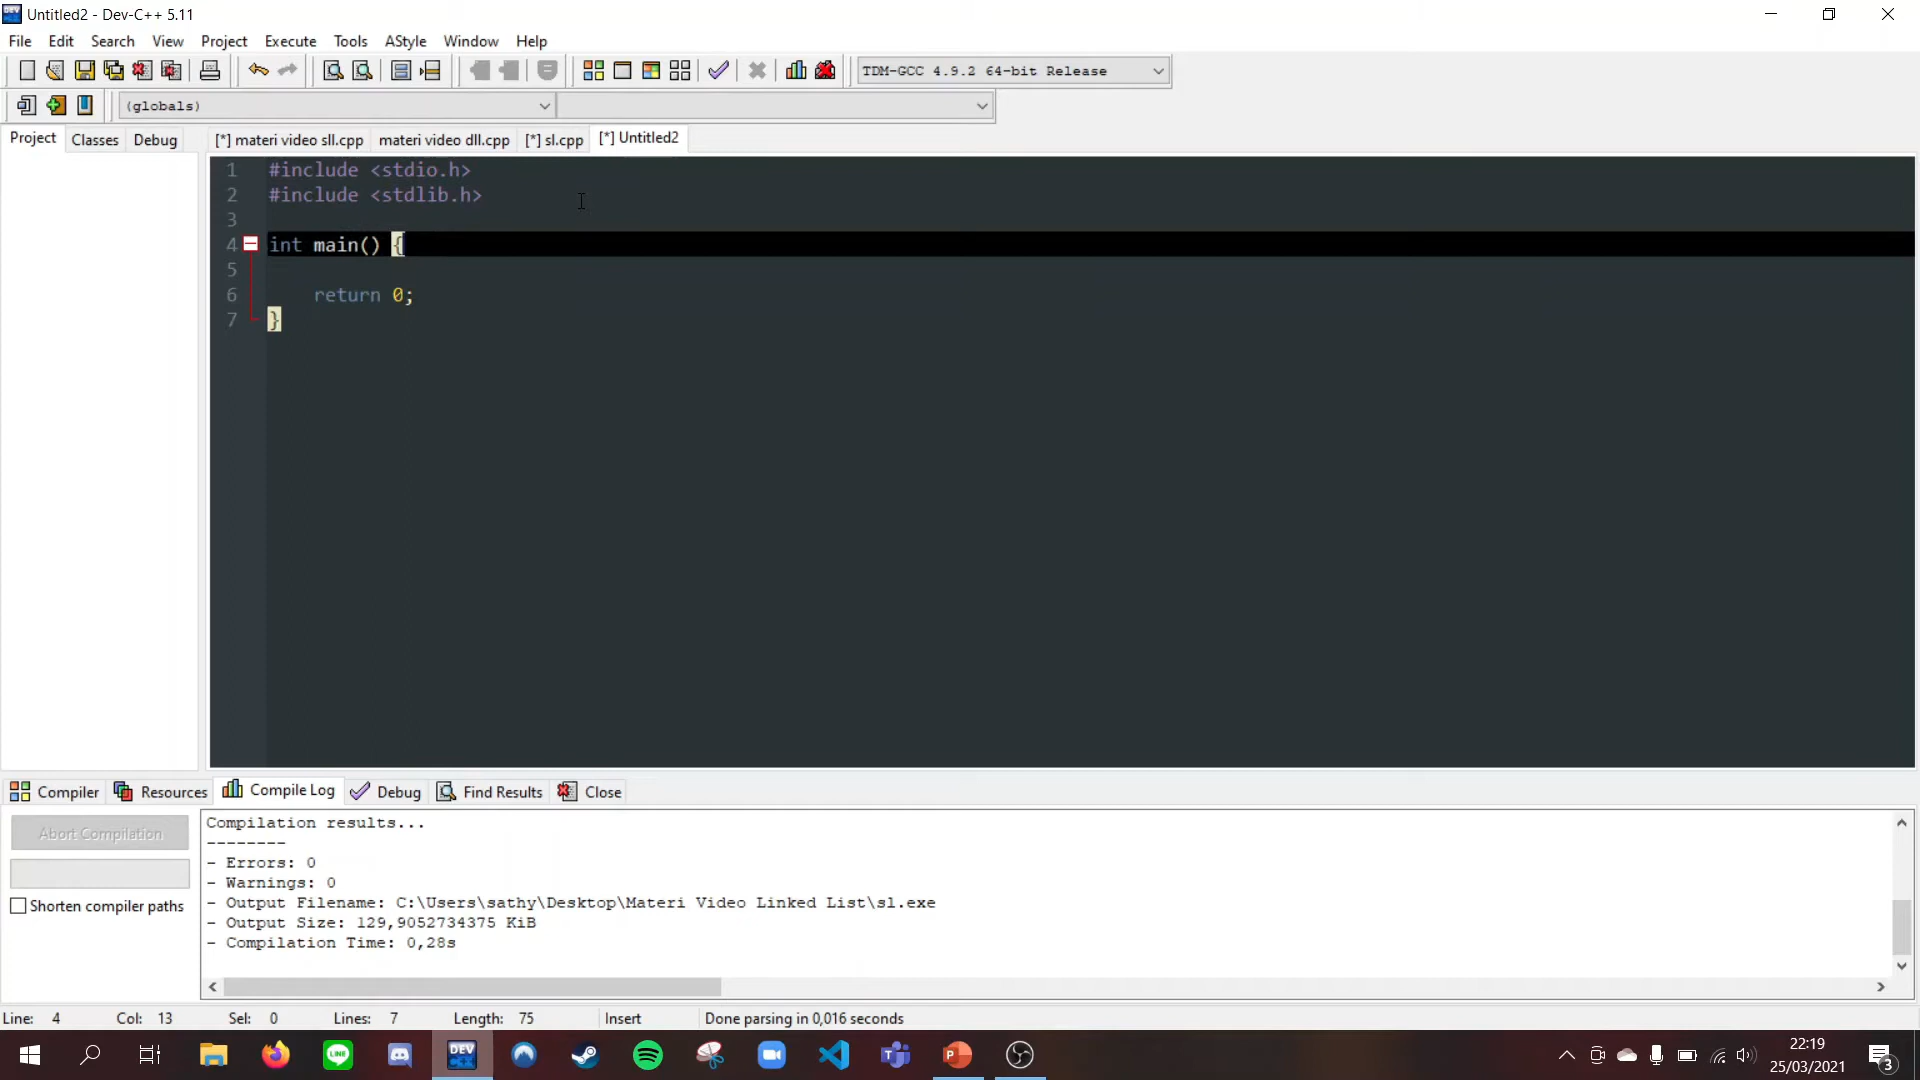 Untitled2 - Dev-C++ 5.11
File Edit Search View Project Execute Tools AStyle Window Help
TDM-GCC 4.9.2 64-bit Release
(globals)
Project Classes Debug [*] materi video sll.cpp materi video dll.cpp [*] sl.cpp [*] Untitled2
1 #include <stdio.h>
2 #include <stdlib.h>
3
4 int main() {
5
6 return 0;
7 }
Compiler Resources Compile Log Debug Find Results Close
Abort Compilation
Shorten compiler paths
Compilation results...
--------
- Errors: 0
- Warnings: 0
- Output Filename: C:\Users\sathy\Desktop\Materi Video Linked List\sl.exe
- Output Size: 129,9052734375 KiB
- Compilation Time: 0,28s
Line: 4 Col: 13 Sel: 0 Lines: 7 Length: 75 Insert Done parsing in 0,016 seconds
DEV
LINE
22:19
25/03/2021
3